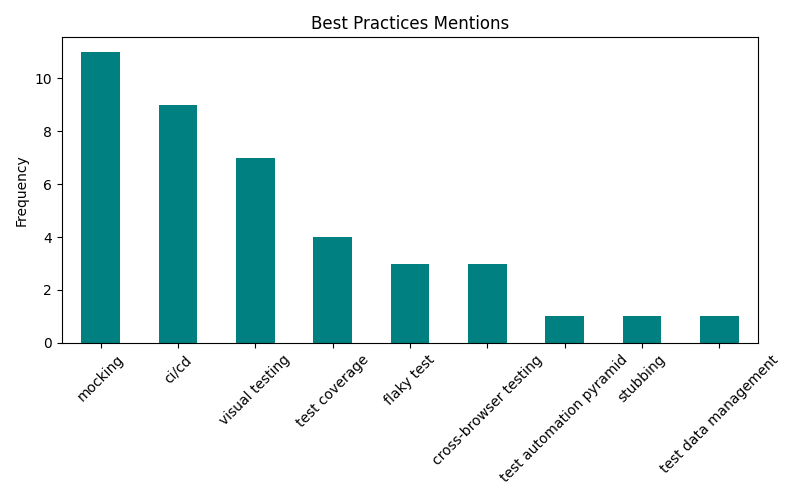 Best Practices Mentions
Frequency
10
8
6
4
2
0
mocking
ci/cd
visual testing
test coverage
flaky test
cross-browser testing
test automation pyramid
stubbing
test data management